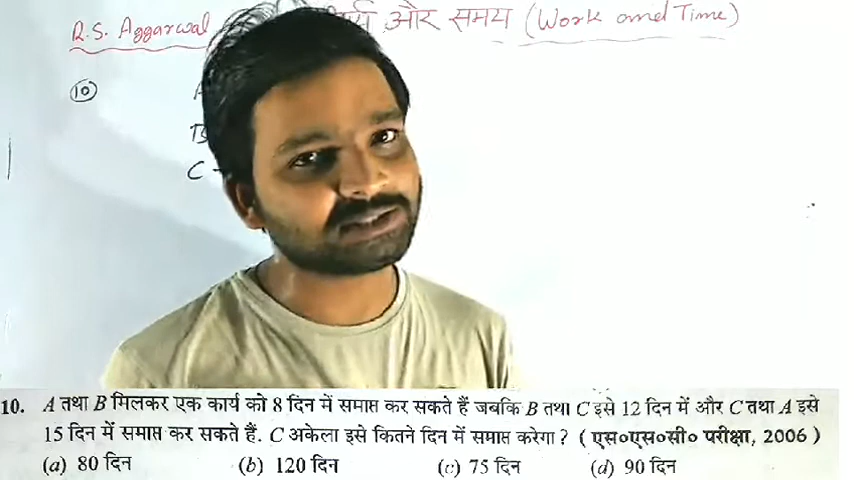 R.S. Aggarwal और समय (Work and Time)
10
C -
10. A तथा B मिलकर एक कार्य को 8 दिन में समाप्त कर सकते हैं जबकि B तथा C इसे 12 दिन में और C तथा A इसे
15 दिन में समाप्त कर सकते हैं. C अकेला इसे कितने दिन में समाप्त करेगा? (एस०एस०सी० परीक्षा, 2006)
(a) 80 दिन (b) 120 दिन (c) 75 दिन (d) 90 दिन